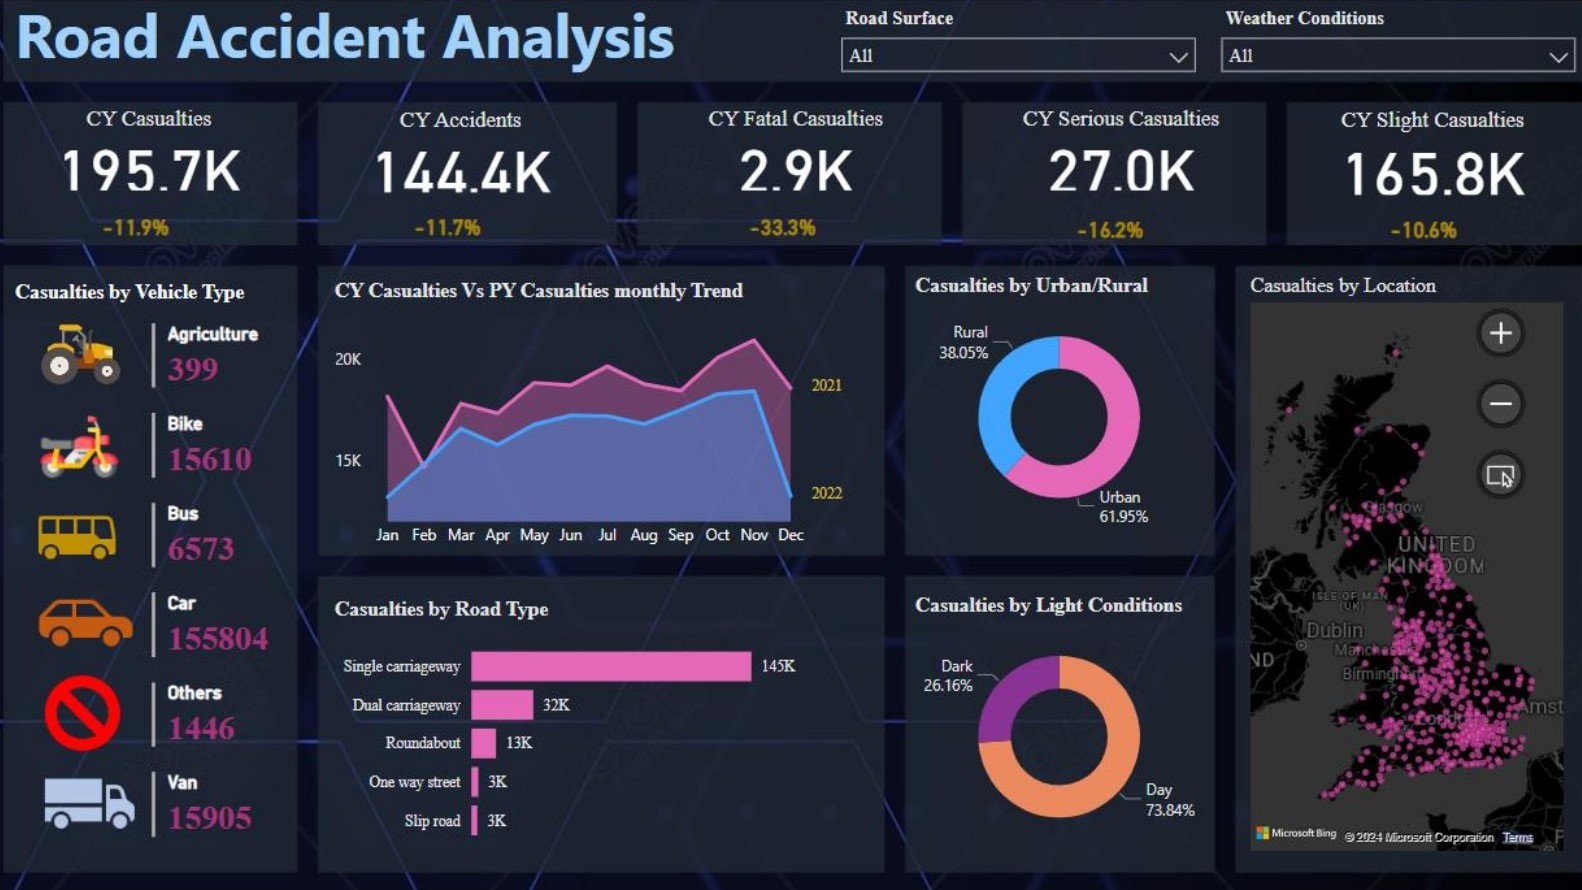 Road Accident Analysis
Road Surface
All
Weather Conditions
All
CY Casualties
195.7K
-11.9%
CY Accidents
144.4K
-11.7%
CY Fatal Casualties
2.9K
-33.3%
CY Serious Casualties
27.0K
-16.2%
CY Slight Casualties
165.8K
-10.6%
Casualties by Vehicle Type
Agriculture
399
Bike
15610
Bus
6573
Car
155804
Others
1446
Van
15905
CY Casualties Vs PY Casualties monthly Trend
20K
15K
2021
2022
Jan Feb Mar Apr May Jun Jul Aug Sep Oct Nov Dec
Casualties by Road Type
Single carriageway 145K
Dual carriageway 32K
Roundabout 13K
One way street 3K
Slip road 3K
Casualties by Urban/Rural
Rural
38.05%
Urban
61.95%
Casualties by Light Conditions
Dark
26.16%
Day
73.84%
Casualties by Location
Glasgow
UNITED
KINGDOM
ISLE OF MAN
(UK)
Dublin
ND
Birmingham
London
Amst
Microsoft Bing
© 2024 Microsoft Corporation Terms